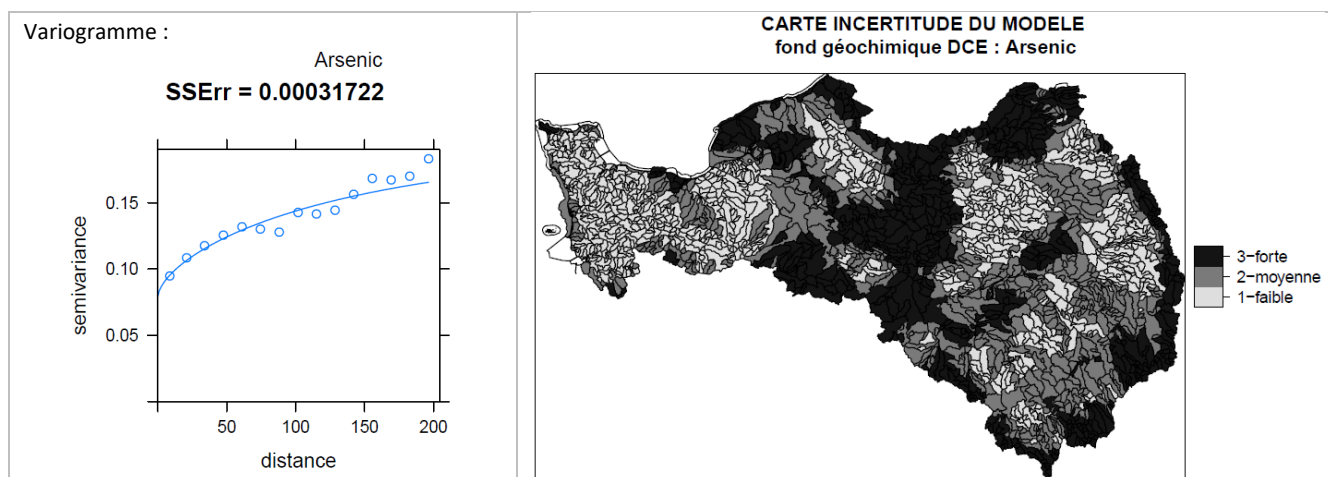 Variogramme :
Arsenic
SSErr = 0.00031722
0.15
0.10
0.05
semivariance
50
100
150
200
distance
CARTE INCERTITUDE DU MODELE
fond géochimique DCE : Arsenic
3-forte
2-moyenne
1-faible